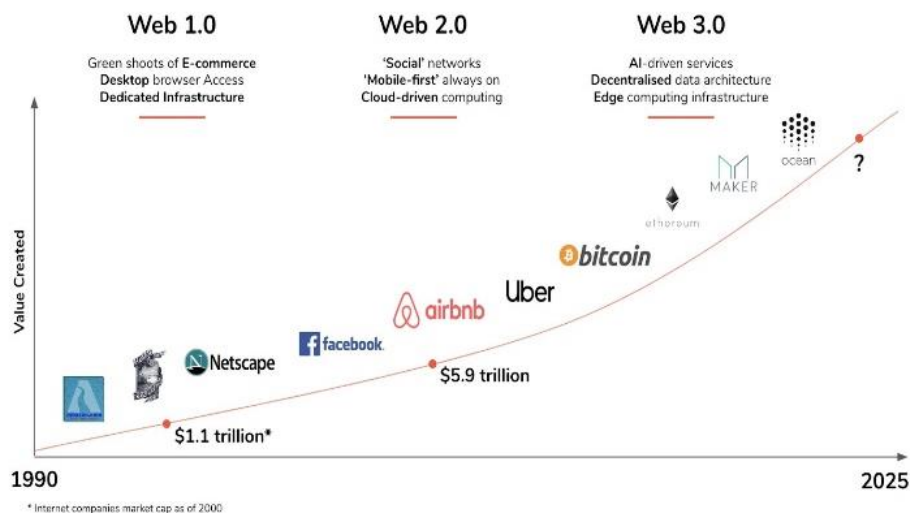 Web 1.0
Green shoots of E-commerce
Desktop browser Access
Dedicated Infrastructure
Web 2.0
'Social' networks
'Mobile-first' always on
Cloud-driven computing
Web 3.0
AI-driven services
Decentralised data architecture
Edge computing infrastructure
Value Created
ocean
?
MAKER
ethereum
bitcoin
Uber
airbnb
facebook.
Netscape
$5.9 trillion
$1.1 trillion*
1990
2025
* Internet companies market cap as of 2000